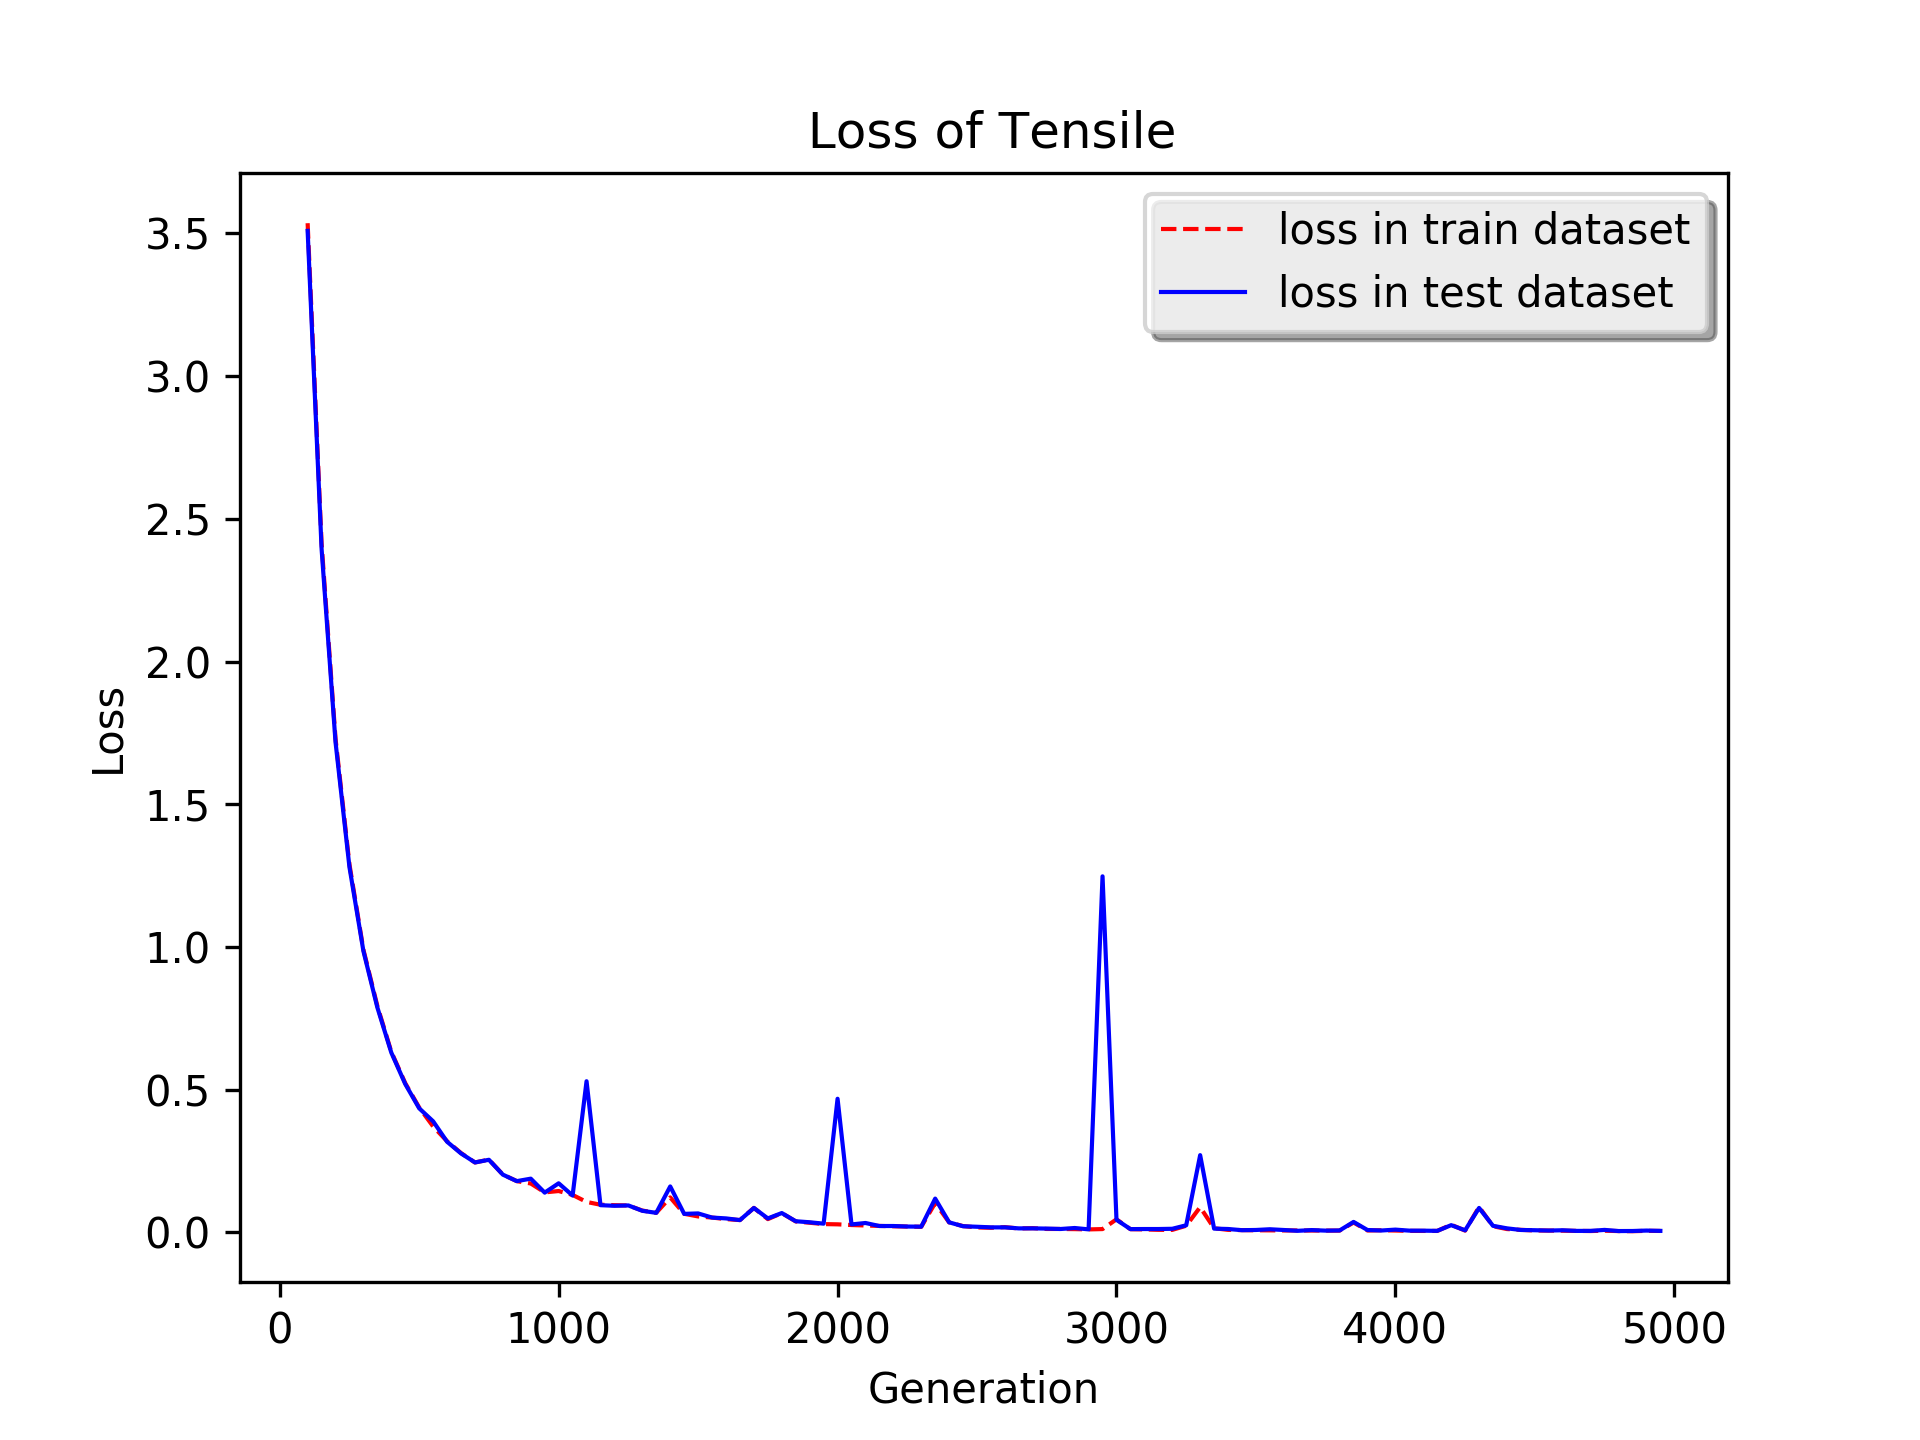 Loss of Tensile
loss in train dataset
loss in test dataset
3.5
3.0
2.5
2.0
1.5
1.0
0.5
0.0
Loss
0 1000 2000 3000 4000 5000
Generation